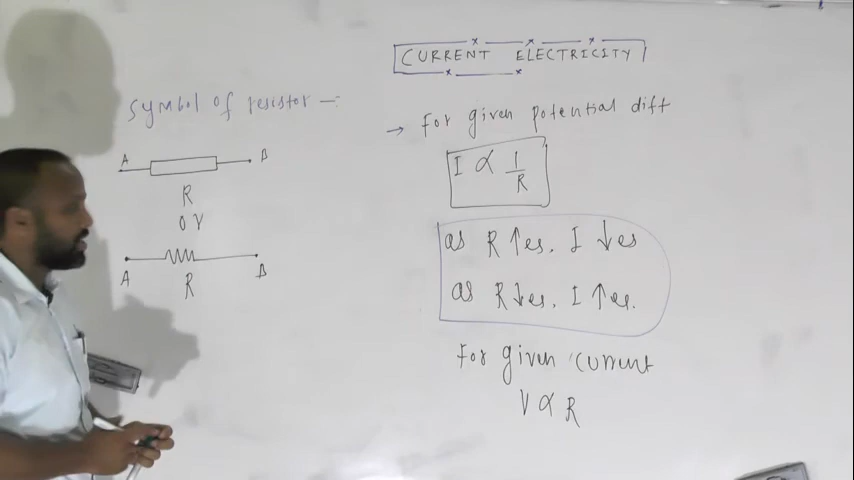 CURRENT ELECTRICITY
Symbol of resistor -:
A B
R
or
A B
R
→ For given potential diff
I ∝ 1/R
as R ↑es. I ↓es
as R ↓es. I ↑es.
For given current
V ∝ R